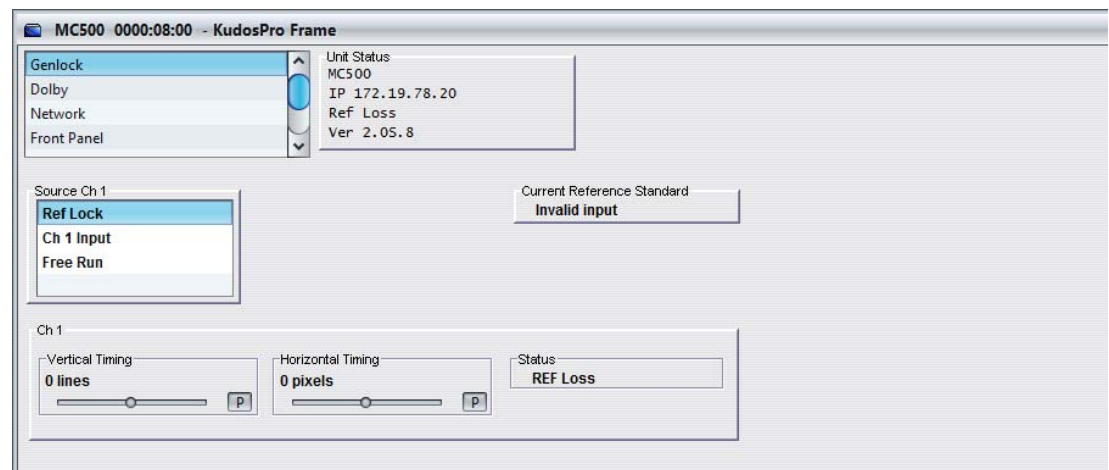 MC500 0000:08:00 - KudosPro Frame
Genlock
Dolby
Network
Front Panel
Unit Status
MC500
IP 172.19.78.20
Ref Loss
Ver 2.05.8
Source Ch 1
Ref Lock
Ch 1 Input
Free Run
Current Reference Standard
Invalid input
Ch 1
Vertical Timing
0 lines
P
Horizontal Timing
0 pixels
P
Status
REF Loss